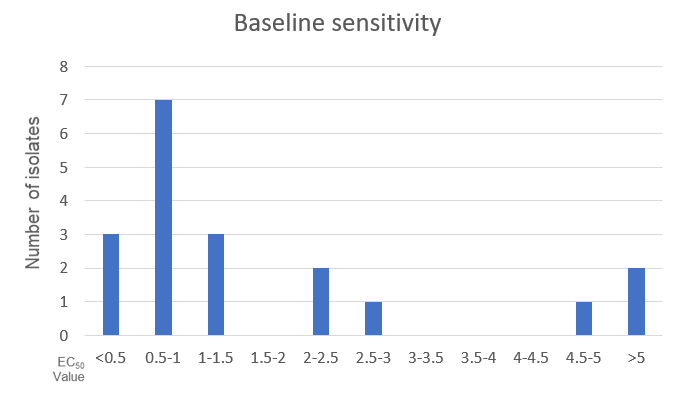 Baseline sensitivity
Number of isolates
8
7
6
5
4
3
2
1
0
EC₅₀
Value
<0.5 0.5-1 1-1.5 1.5-2 2-2.5 2.5-3 3-3.5 3.5-4 4-4.5 4.5-5 >5